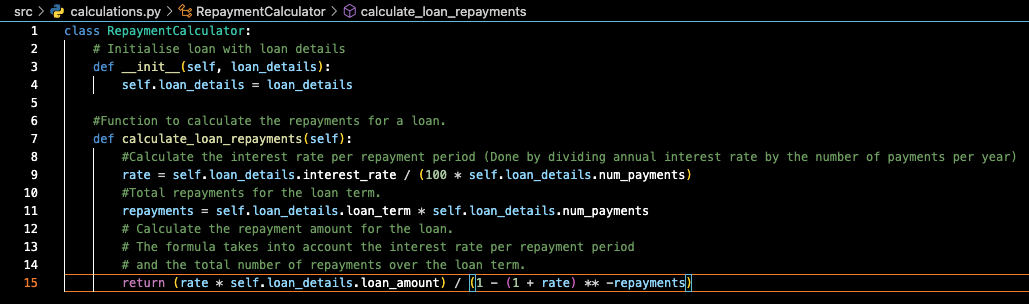 src > calculations.py > RepaymentCalculator > calculate_loan_repayments
1 class RepaymentCalculator:
2     # Initialise loan with loan details
3     def __init__(self, loan_details):
4         self.loan_details = loan_details
5
6     #Function to calculate the repayments for a loan.
7     def calculate_loan_repayments(self):
8         #Calculate the interest rate per repayment period (Done by dividing annual interest rate by the number of payments per year)
9         rate = self.loan_details.interest_rate / (100 * self.loan_details.num_payments)
10         #Total repayments for the loan term.
11         repayments = self.loan_details.loan_term * self.loan_details.num_payments
12         # Calculate the repayment amount for the loan.
13         # The formula takes into account the interest rate per repayment period
14         # and the total number of repayments over the loan term.
15         return (rate * self.loan_details.loan_amount) / (1 - (1 + rate) ** -repayments)